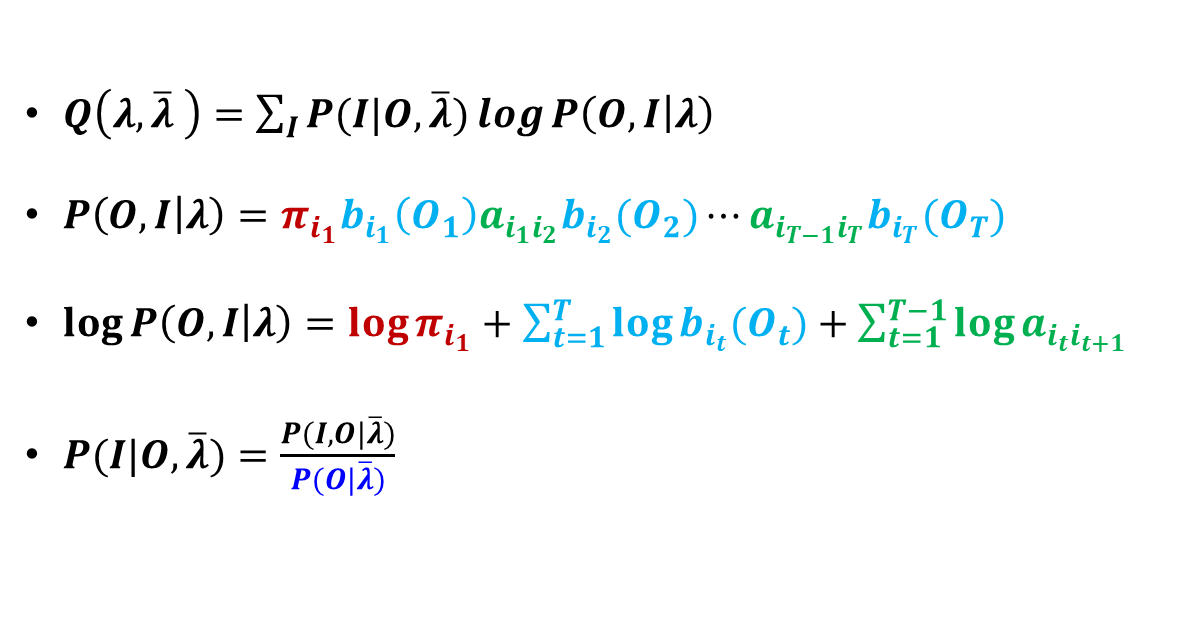 • Q(λ, λ̄ ) = ∑_I P(I|O, λ̄) log P(O, I|λ)
• P(O, I|λ) = π_{i_1} b_{i_1}(O_1) a_{i_1 i_2} b_{i_2}(O_2) ⋯ a_{i_{T−1} i_T} b_{i_T}(O_T)
• log P(O, I|λ) = log π_{i_1} + ∑_{t=1}^{T} log b_{i_t}(O_t) + ∑_{t=1}^{T−1} log a_{i_t i_{t+1}}
• P(I|O, λ̄) = \frac{P(I,O|λ̄)}{P(O|λ̄)}